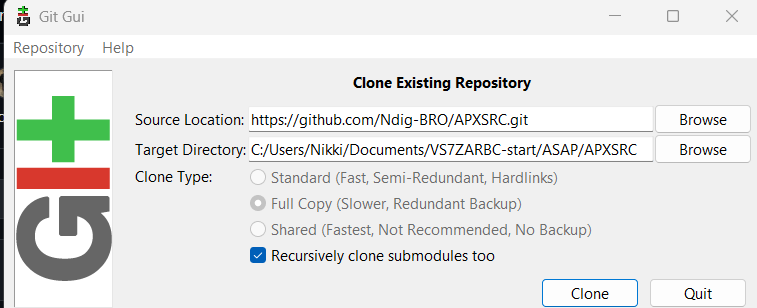 Git Gui
Repository Help
Clone Existing Repository
Source Location: https://github.com/Ndig-BRO/APXSRC.git Browse
Target Directory: C:/Users/Nikki/Documents/VS7ZARBC-start/ASAP/APXSRC Browse
Clone Type: Standard (Fast, Semi-Redundant, Hardlinks)
Full Copy (Slower, Redundant Backup)
Shared (Fastest, Not Recommended, No Backup)
Recursively clone submodules too
Clone Quit
Git